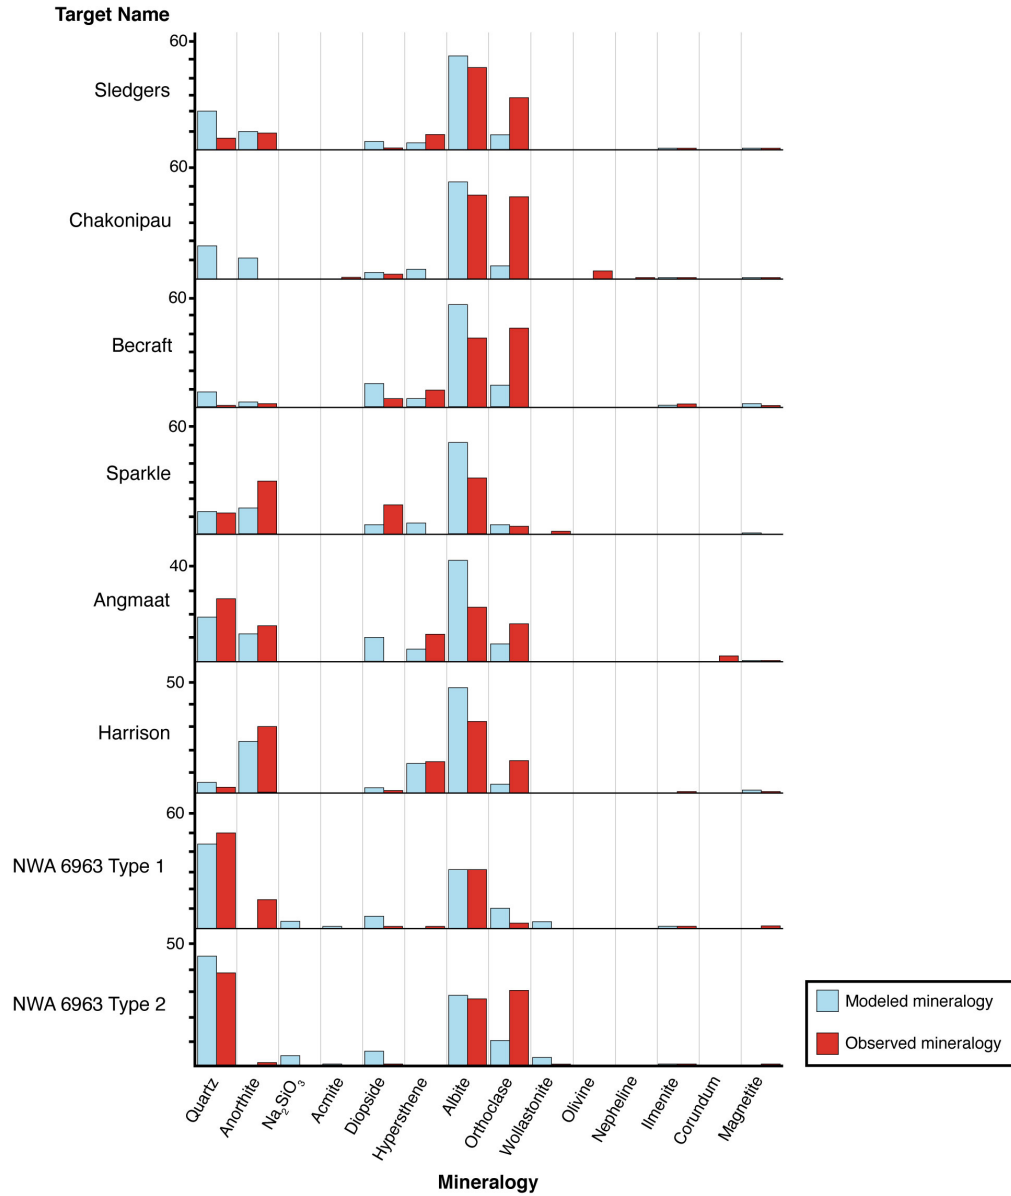 Target Name
60
Sledgers
60
Chakonipau
60
Becraft
60
Sparkle
40
Angmaat
50
Harrison
60
NWA 6963 Type 1
50
NWA 6963 Type 2
Modeled mineralogy
Observed mineralogy
Quartz
Anorthite
Na₂SiO₃
Acmite
Diopside
Hypersthene
Albite
Orthoclase
Wollastonite
Olivine
Nepheline
Ilmenite
Corundum
Magnetite
Mineralogy